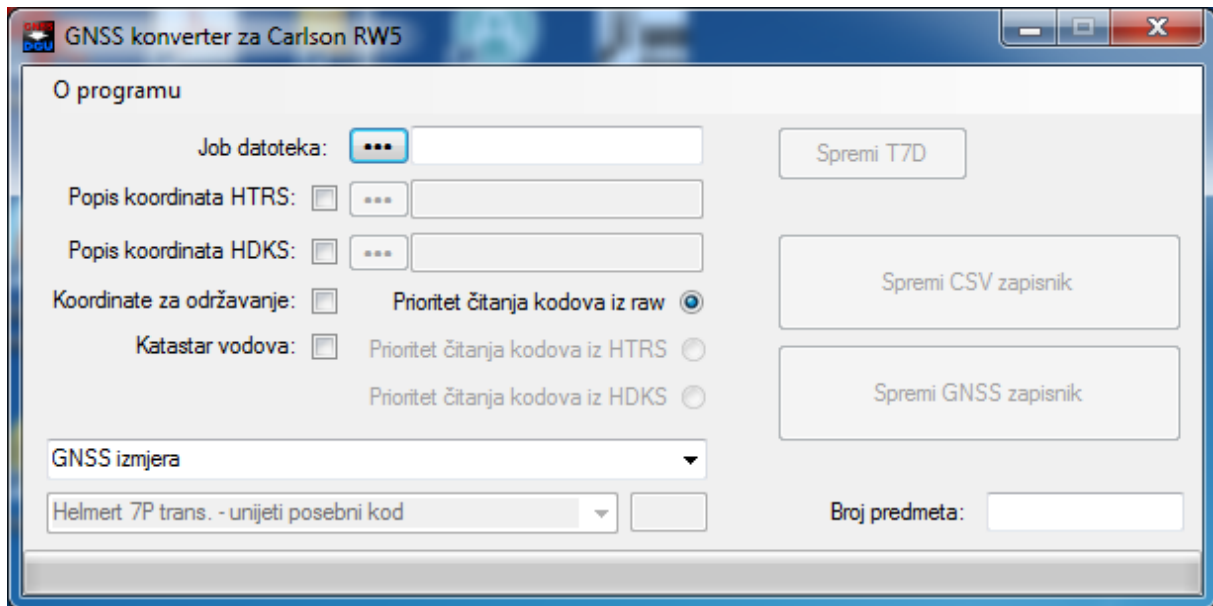 GNSS konverter za Carlson RW5
O programu
Job datoteka:
Spremi T7D
Popis koordinata HTRS:
Popis koordinata HDKS:
Spremi CSV zapisnik
Koordinate za održavanje:
Prioritet čitanja kodova iz raw
Katastar vodova:
Prioritet čitanja kodova iz HTRS
Prioritet čitanja kodova iz HDKS
Spremi GNSS zapisnik
GNSS izmjera
Helmert 7P trans. - unijeti posebni kod
Broj predmeta: